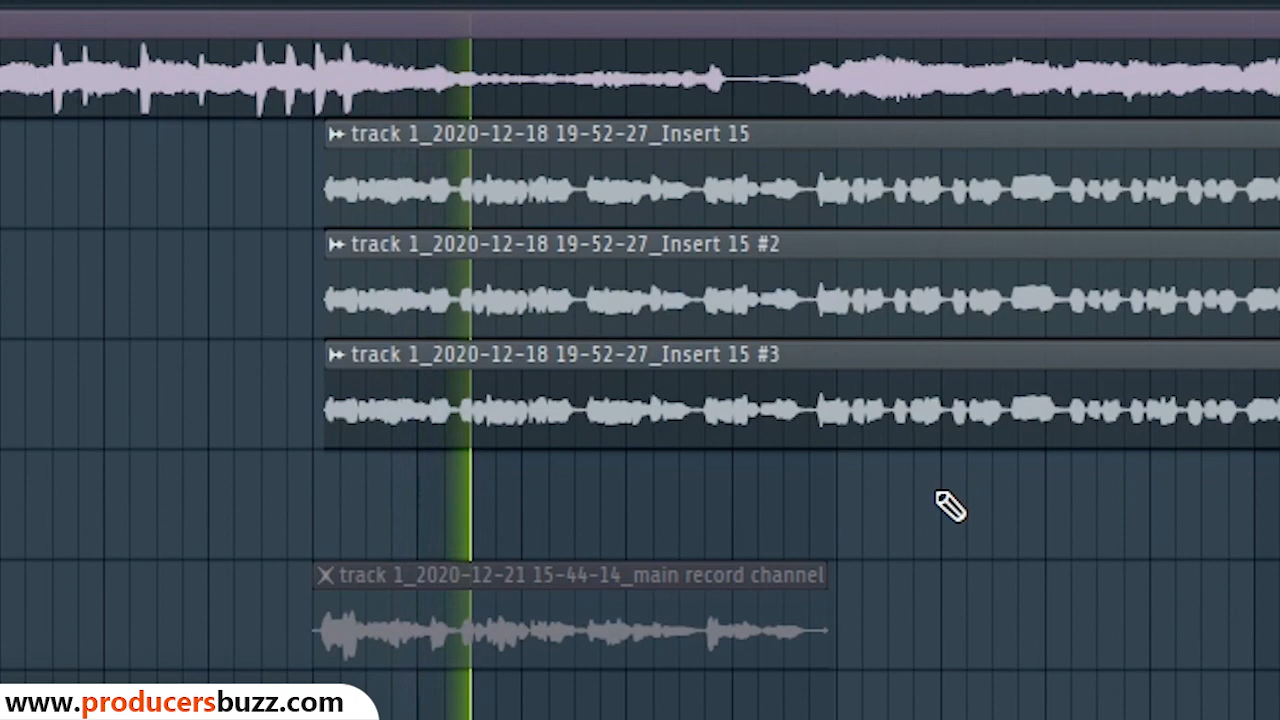 track 1_2020-12-18 19-52-27_Insert 15
track 1_2020-12-18 19-52-27_Insert 15 #2
track 1_2020-12-18 19-52-27_Insert 15 #3
track 1_2020-12-21 15-44-14_main record channel
www.producersbuzz.com